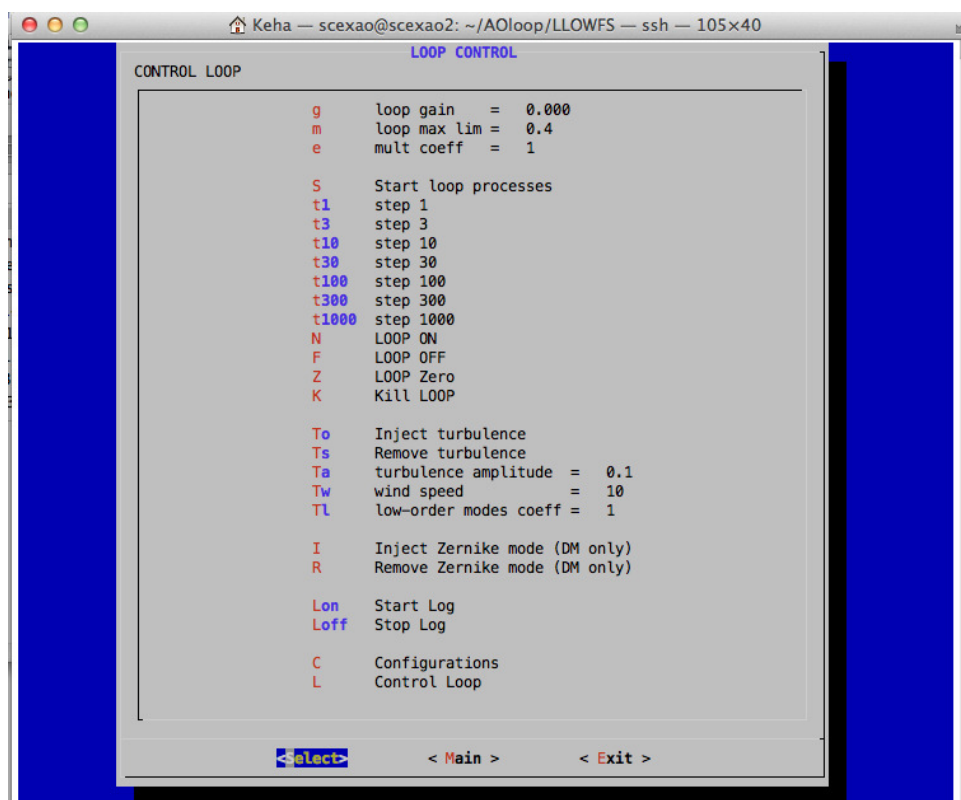 Keha — scexao@scexao2: ~/AOloop/LLOWFS — ssh — 105×40
LOOP CONTROL
CONTROL LOOP
g loop gain = 0.000
m loop max lim = 0.4
e mult coeff = 1
S Start loop processes
t1 step 1
t3 step 3
t10 step 10
t30 step 30
t100 step 100
t300 step 300
t1000 step 1000
N LOOP ON
F LOOP OFF
Z LOOP Zero
K Kill LOOP
To Inject turbulence
Ts Remove turbulence
Ta turbulence amplitude = 0.1
Tw wind speed = 10
Tl low-order modes coeff = 1
I Inject Zernike mode (DM only)
R Remove Zernike mode (DM only)
Lon Start Log
Loff Stop Log
C Configurations
L Control Loop
<Select> < Main > < Exit >